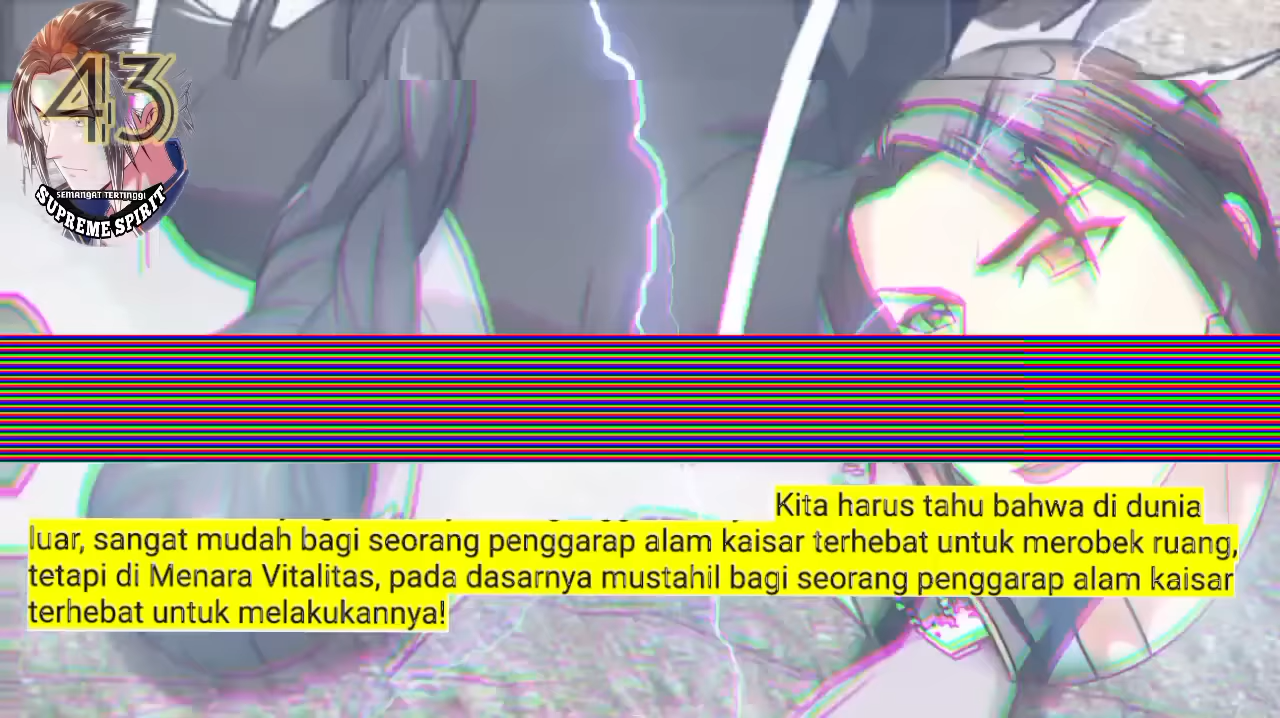 43
SEMANGAT TERTINGGI
SUPREME SPIRIT
Kita harus tahu bahwa di dunia
luar, sangat mudah bagi seorang penggarap alam kaisar terhebat untuk merobek ruang,
tetapi di Menara Vitalitas, pada dasarnya mustahil bagi seorang penggarap alam kaisar
terhebat untuk melakukannya!